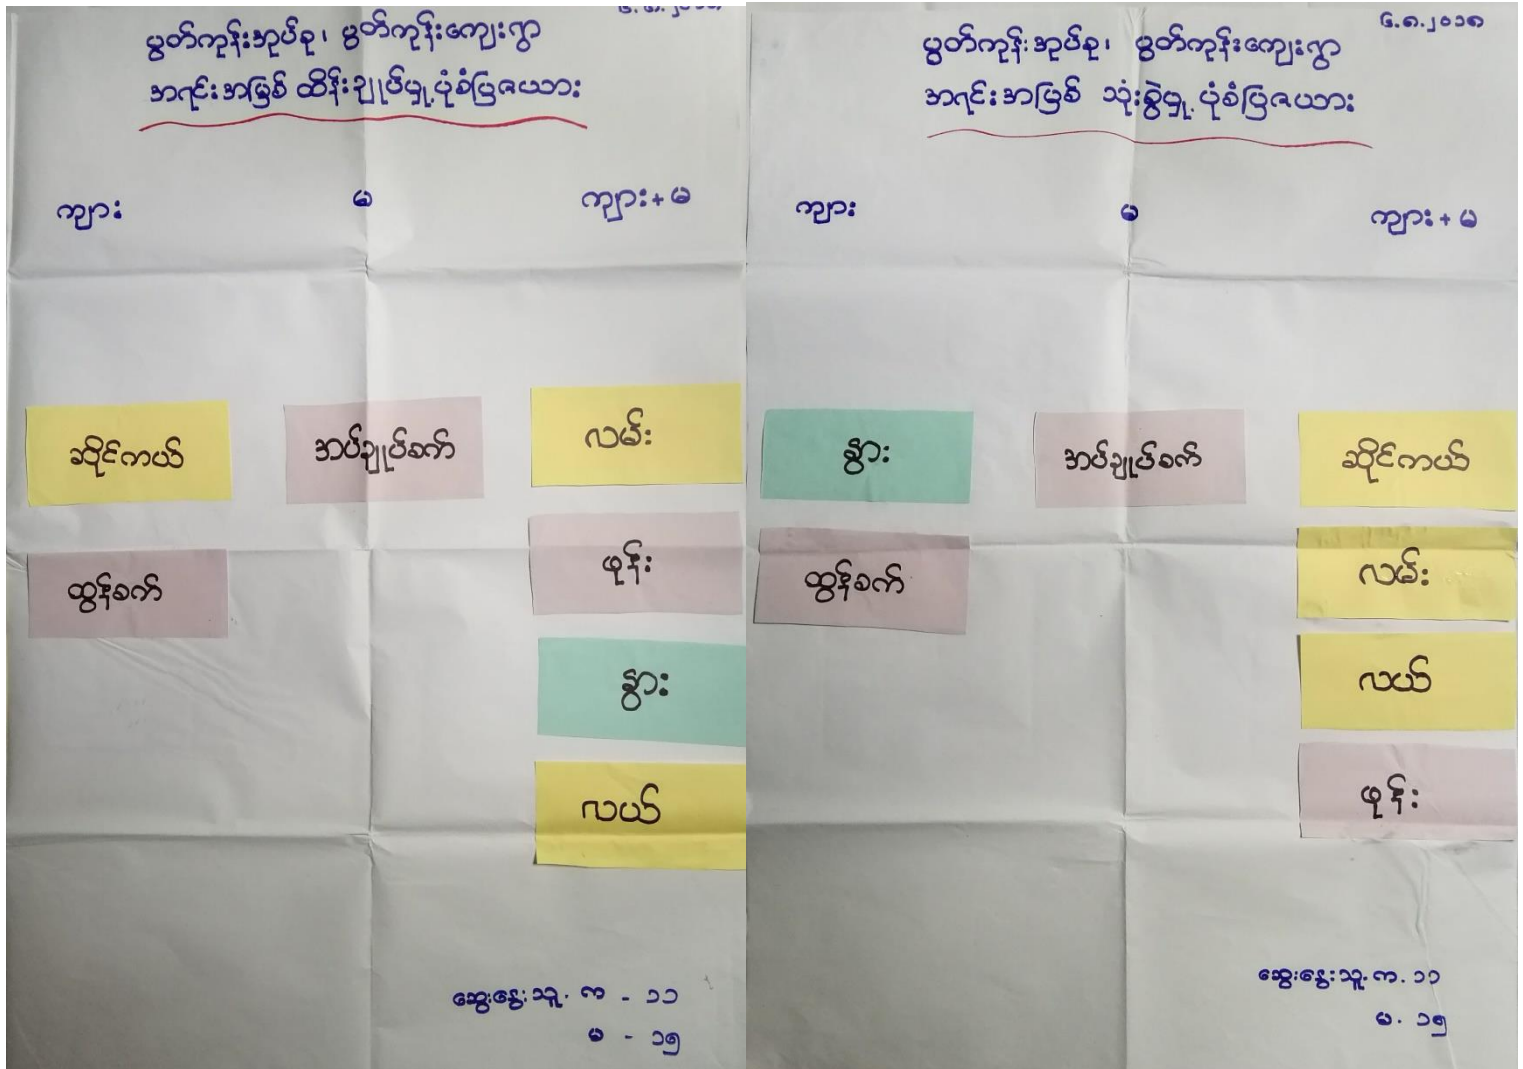 မွတ်ကုန်းအုပ်စု၊ မွတ်ကုန်းကျေးရွာ
အရင်းအမြစ် ထိန်းချုပ်မှု့ပုံစံပြဇယား
ကျား
မ
ကျား+မ
ဆိုင်ကယ်
အပ်ချုပ်စက်
လမ်း
ထွန်စက်
ဖုန်း
နွား
လယ်
ဆွေးနွေးသူ. က - ၁၁
မ - ၁၅
၆.၈.၂၀၁၈
မွတ်ကုန်းအုပ်စု၊ မွတ်ကုန်းကျေးရွာ
အရင်းအမြစ် သုံးစွဲမှု့ ပုံစံပြဇယား
ကျား
မ
ကျား+မ
နွား
အပ်ချုပ်စက်
ဆိုင်ကယ်
ထွန်စက်
လမ်း
လယ်
ဖုန်း
ဆွေးနွေးသူ. က. ၁၁
မ. ၁၅